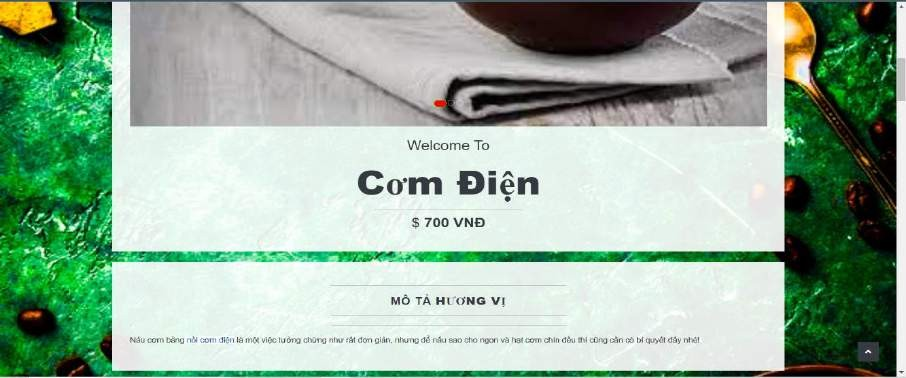 Welcome To
Cơm Điện
$ 700 VNĐ
MÔ TẢ HƯƠNG VỊ
Nấu cơm bằng nồi cơm điện là một việc tưởng chừng như rất đơn giản, nhưng để nấu sao cho ngon và hạt cơm chín đều thì cũng cần có bí quyết đấy nhé!